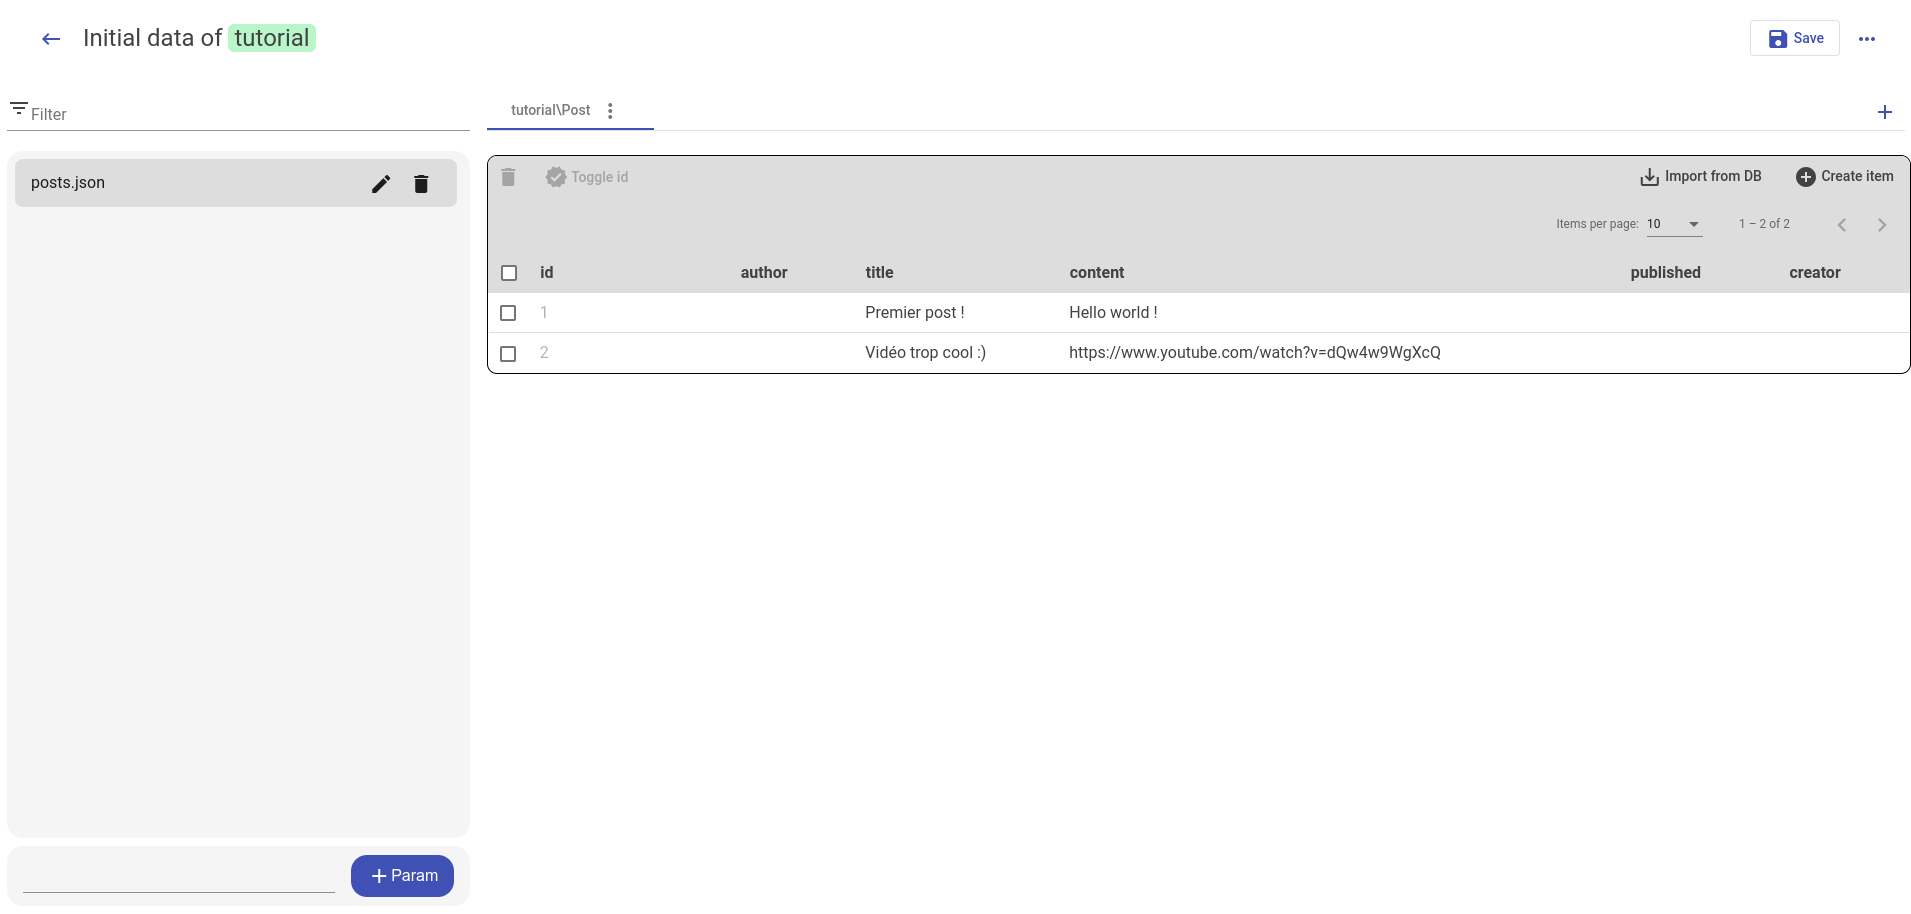 Initial data of tutorial
Save
Filter
posts.json
Param
tutorial\Post
Toggle id
Import from DB
Create item
Items per page: 10
1 – 2 of 2
id author title content published creator
1 Premier post ! Hello world !
2 Vidéo trop cool :) https://www.youtube.com/watch?v=dQw4w9WgXcQ